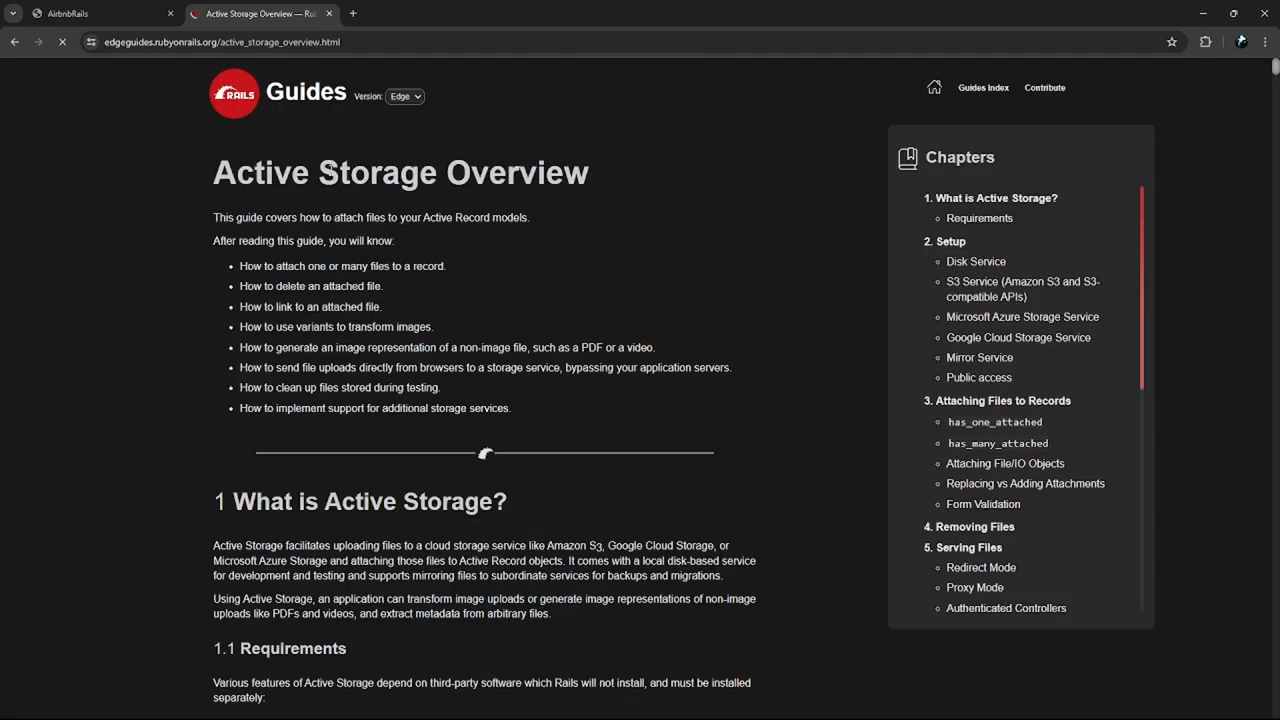 AirbnbRails
Active Storage Overview — Rul
edgeguides.rubyonrails.org/active_storage_overview.html
RAILS
Guides
Version:
Edge
Guides Index
Contribute
Active Storage Overview
This guide covers how to attach files to your Active Record models.
After reading this guide, you will know:
• How to attach one or many files to a record.
• How to delete an attached file.
• How to link to an attached file.
• How to use variants to transform images.
• How to generate an image representation of a non-image file, such as a PDF or a video.
• How to send file uploads directly from browsers to a storage service, bypassing your application servers.
• How to clean up files stored during testing.
• How to implement support for additional storage services.
1 What is Active Storage?
Active Storage facilitates uploading files to a cloud storage service like Amazon S3, Google Cloud Storage, or
Microsoft Azure Storage and attaching those files to Active Record objects. It comes with a local disk-based service
for development and testing and supports mirroring files to subordinate services for backups and migrations.
Using Active Storage, an application can transform image uploads or generate image representations of non-image
uploads like PDFs and videos, and extract metadata from arbitrary files.
1.1 Requirements
Various features of Active Storage depend on third-party software which Rails will not install, and must be installed
separately:
Chapters
1. What is Active Storage?
Requirements
2. Setup
Disk Service
S3 Service (Amazon S3 and S3-
compatible APIs)
Microsoft Azure Storage Service
Google Cloud Storage Service
Mirror Service
Public access
3. Attaching Files to Records
has_one_attached
has_many_attached
Attaching File/IO Objects
Replacing vs Adding Attachments
Form Validation
4. Removing Files
5. Serving Files
Redirect Mode
Proxy Mode
Authenticated Controllers